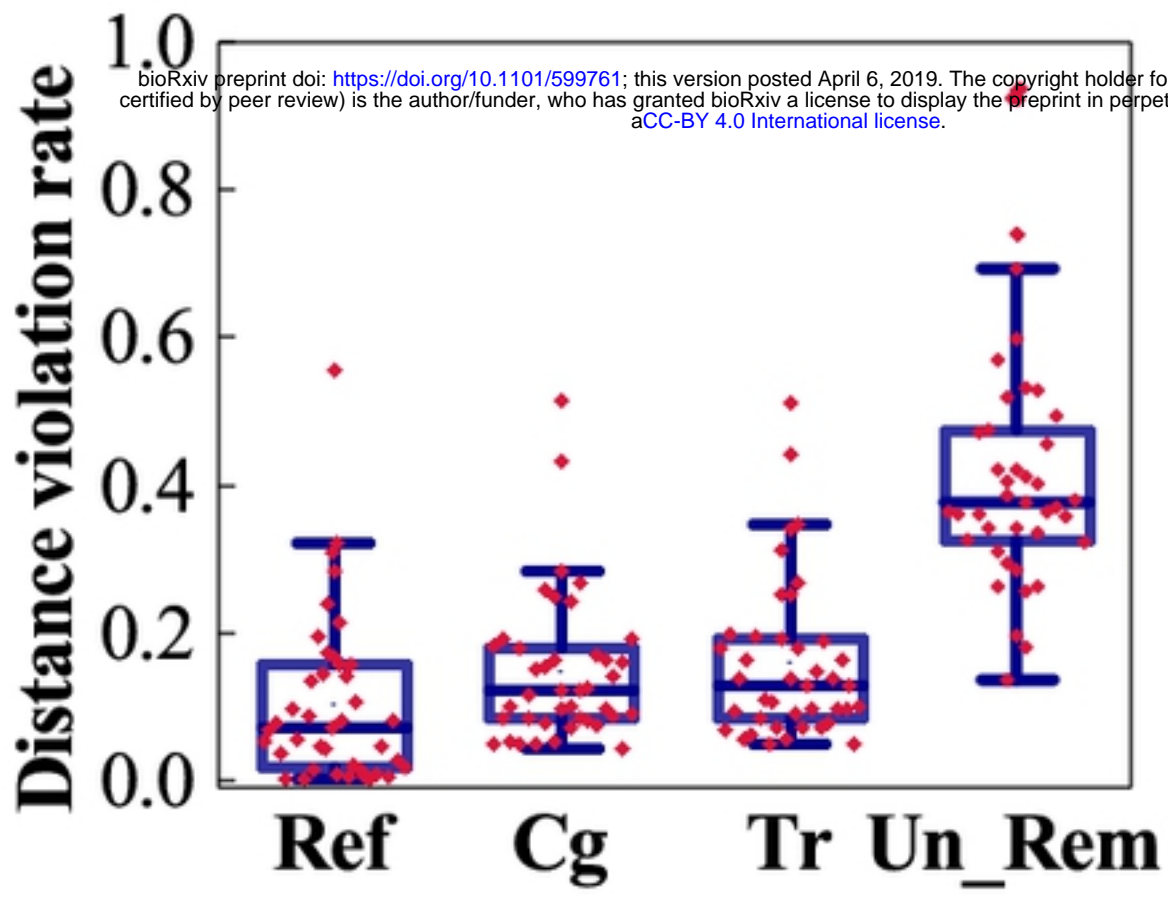 1.0
bioRxiv preprint doi: https://doi.org/10.1101/599761; this version posted April 6, 2019. The copyright holder fo
certified by peer review) is the author/funder, who has granted bioRxiv a license to display the preprint in perpet
aCC-BY 4.0 International license.
Distance violation rate
0.8
0.6
0.4
0.2
0.0
Ref Cg Tr Un_Rem